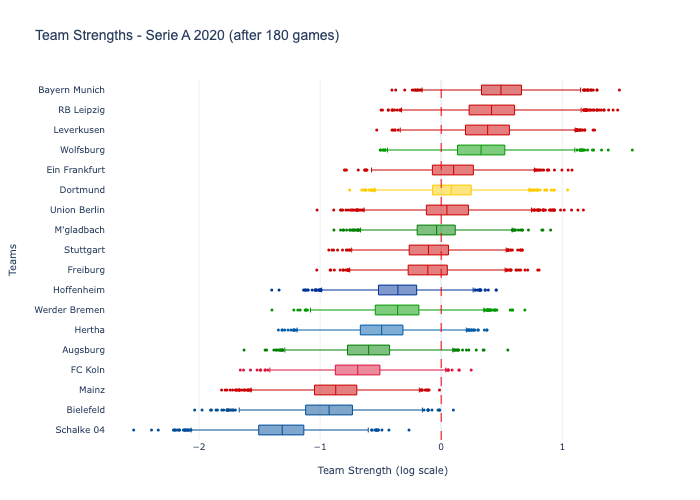 Team Strengths - Serie A 2020 (after 180 games)
Bayern Munich
RB Leipzig
Leverkusen
Wolfsburg
Ein Frankfurt
Dortmund
Union Berlin
M'gladbach
Stuttgart
Freiburg
Hoffenheim
Werder Bremen
Hertha
Augsburg
FC Koln
Mainz
Bielefeld
Schalke 04
Teams
−2 −1 0 1
Team Strength (log scale)